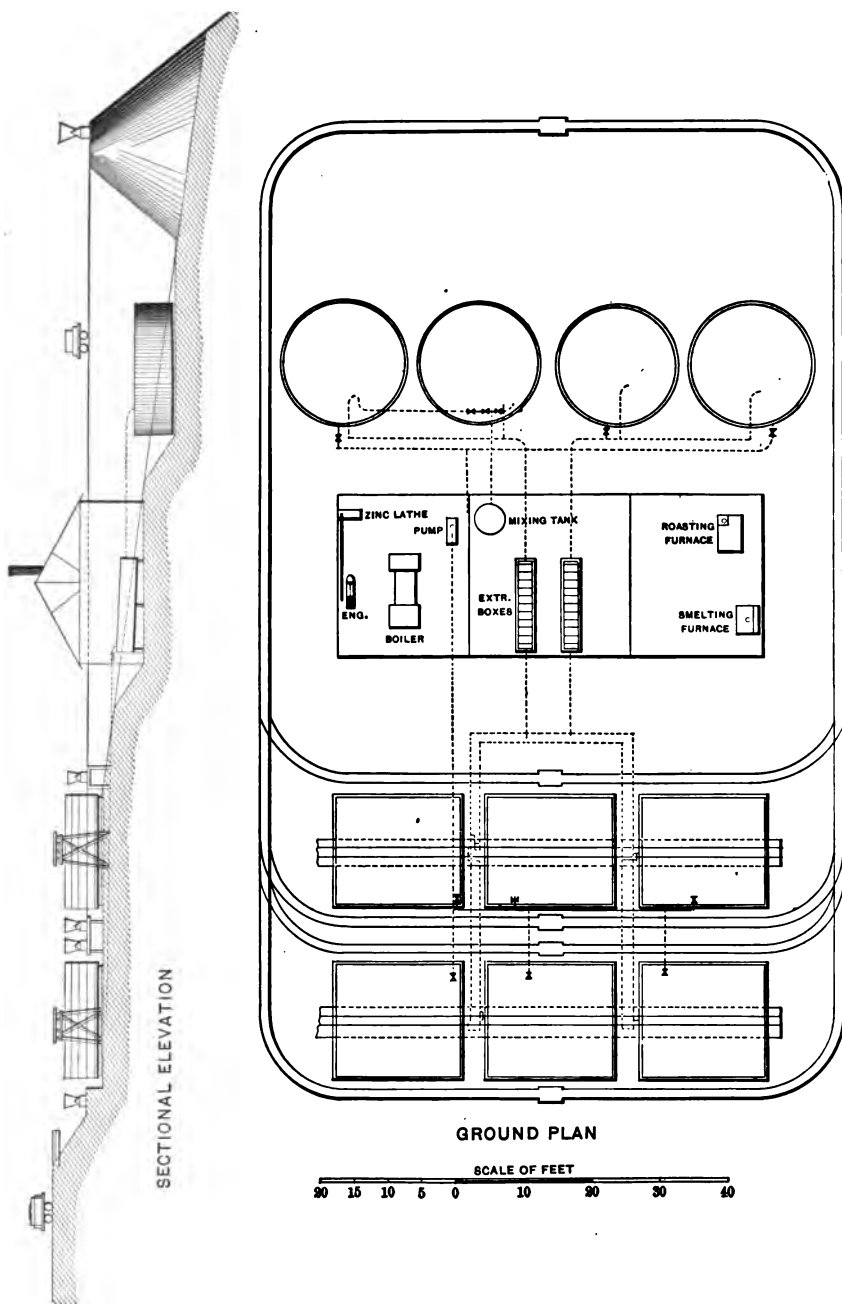 ZINC LATHE
PUMP
MIXING TANK
ROASTING
FURNACE
ENG.
BOILER
EXTR.
BOXES
SMELTING
FURNACE
C
SECTIONAL ELEVATION
GROUND PLAN
SCALE OF FEET
20 15 10 5 0 10 20 30 40